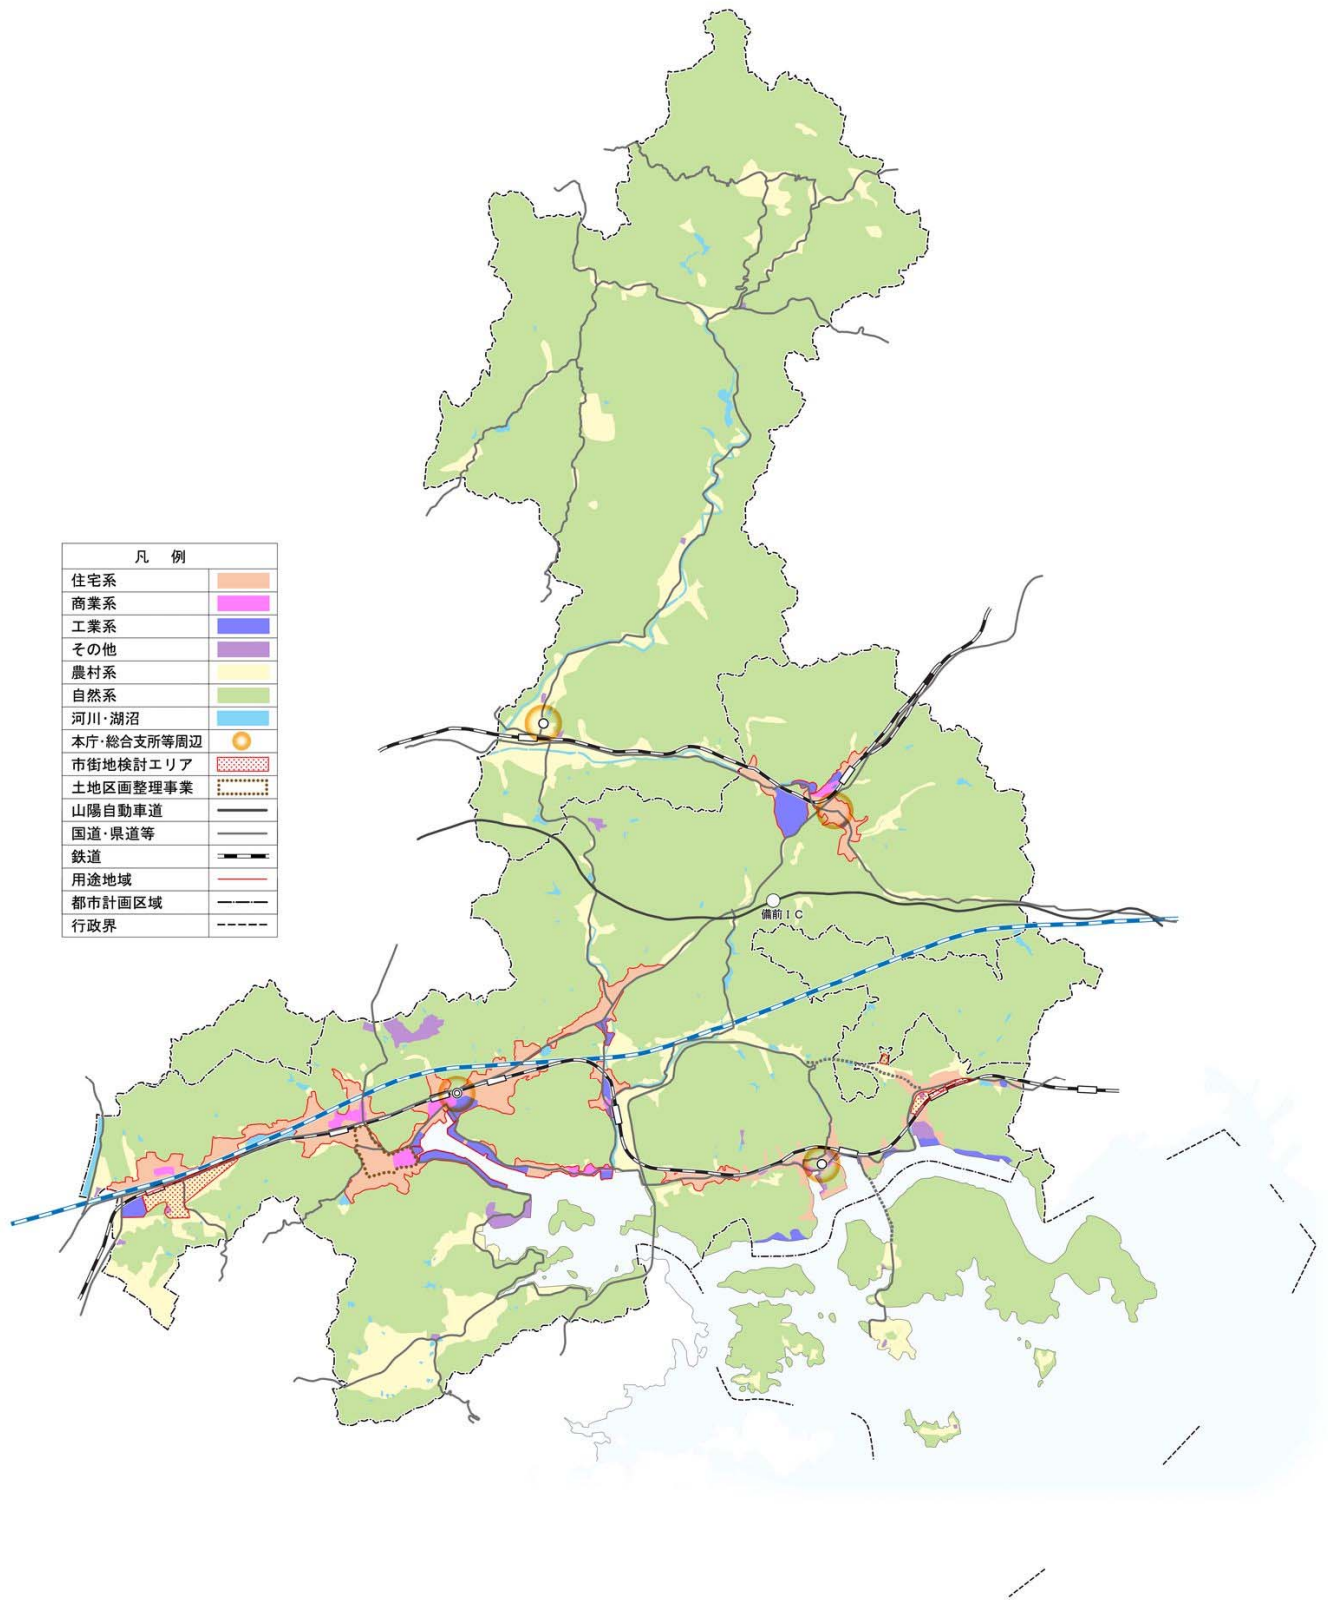 凡 例
住宅系
商業系
工業系
その他
農村系
自然系
河川・湖沼
本庁・総合支所等周辺
市街地検討エリア
土地区画整理事業
山陽自動車道
国道・県道等
鉄道
用途地域
都市計画区域
行政界
備前IC